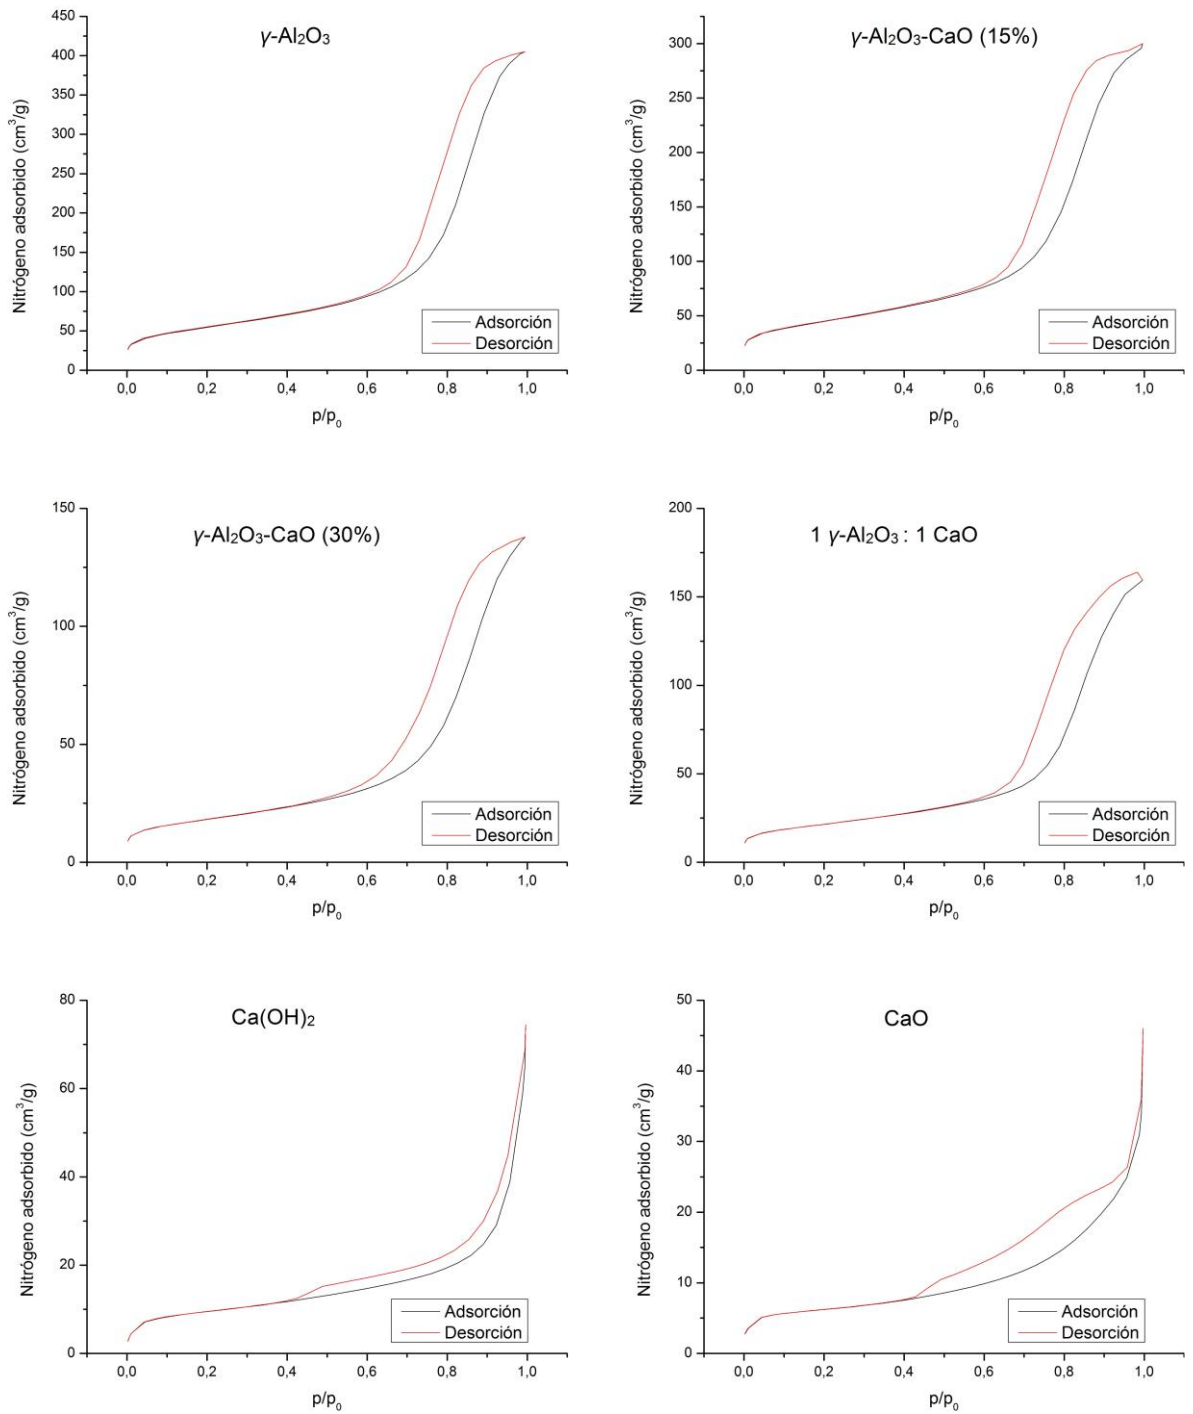 γ-Al₂O₃
Nitrógeno adsorbido (cm³/g)
450
400
350
300
250
200
150
100
50
0
0,0 0,2 0,4 0,6 0,8 1,0
p/p₀
Adsorción
Desorción
γ-Al₂O₃-CaO (15%)
Nitrógeno adsorbido (cm³/g)
300
250
200
150
100
50
0
0,0 0,2 0,4 0,6 0,8 1,0
p/p₀
Adsorción
Desorción
γ-Al₂O₃-CaO (30%)
Nitrógeno adsorbido (cm³/g)
150
100
50
0
0,0 0,2 0,4 0,6 0,8 1,0
p/p₀
Adsorción
Desorción
1 γ-Al₂O₃ : 1 CaO
Nitrógeno adsorbido (cm³/g)
200
150
100
50
0
0,0 0,2 0,4 0,6 0,8 1,0
p/p₀
Adsorción
Desorción
Ca(OH)₂
Nitrógeno adsorbido (cm³/g)
80
60
40
20
0
0,0 0,2 0,4 0,6 0,8 1,0
p/p₀
Adsorción
Desorción
CaO
Nitrógeno adsorbido (cm³/g)
50
40
30
20
10
0
0,0 0,2 0,4 0,6 0,8 1,0
p/p₀
Adsorción
Desorción